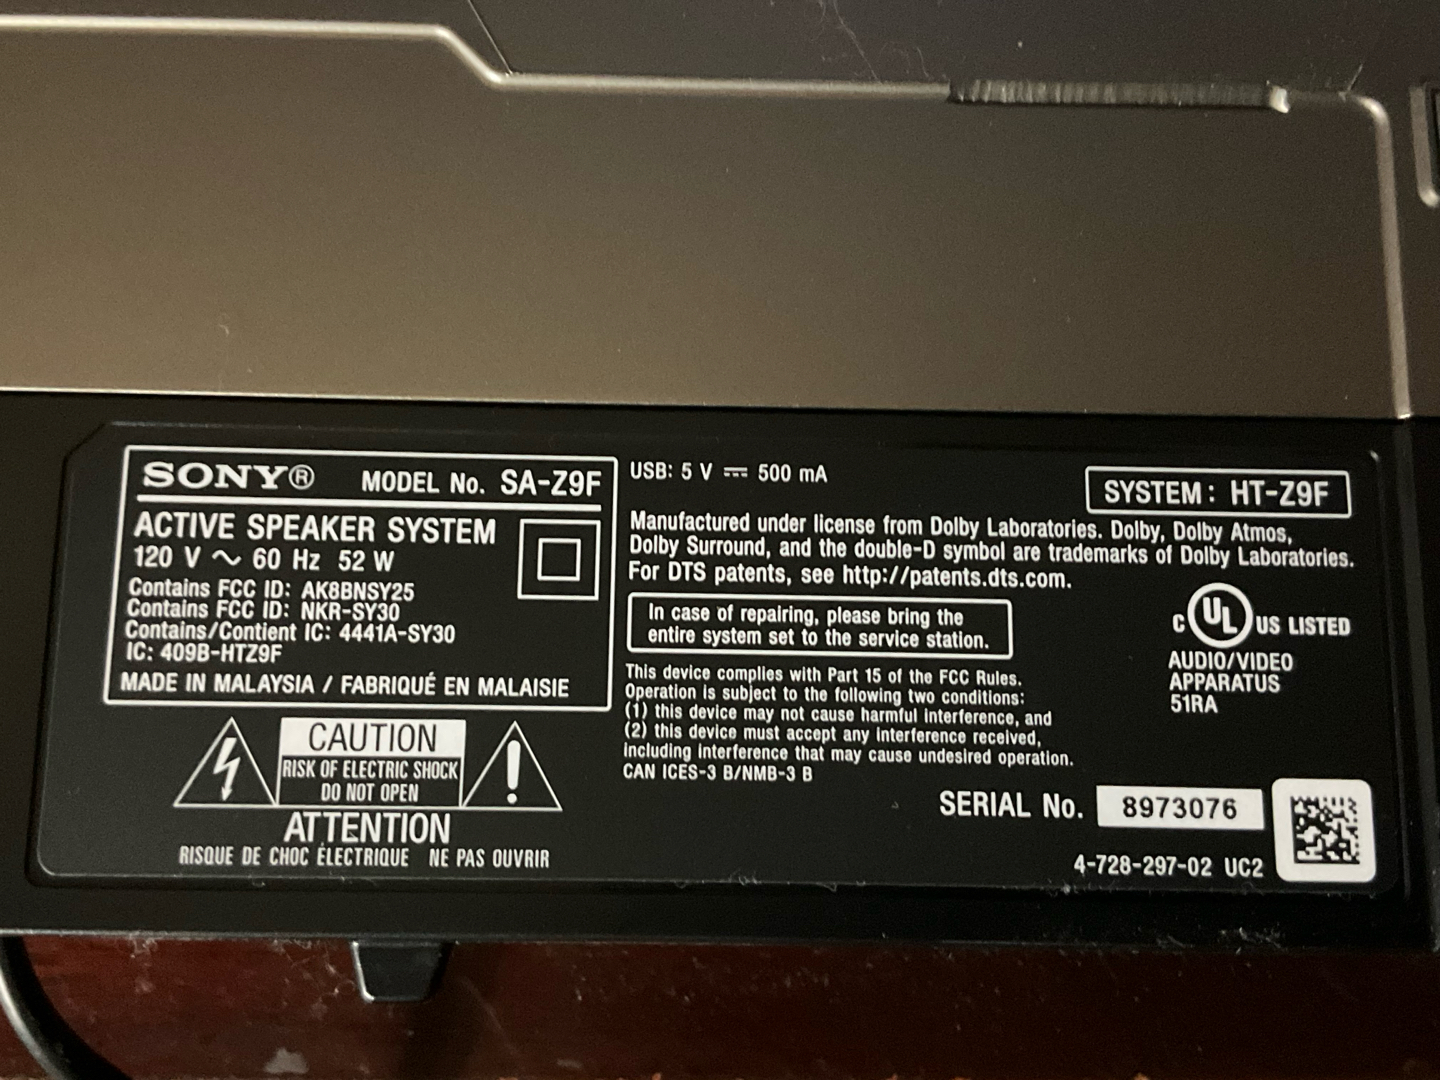 SONY® MODEL No. SA-Z9F
ACTIVE SPEAKER SYSTEM
120 V ~ 60 Hz 52 W
Contains FCC ID: AK8BNSY25
Contains FCC ID: NKR-SY30
Contains/Contient IC: 4441A-SY30
IC: 409B-HTZ9F
MADE IN MALAYSIA / FABRIQUÉ EN MALAISIE
CAUTION
RISK OF ELECTRIC SHOCK
DO NOT OPEN
ATTENTION
RISQUE DE CHOC ÉLECTRIQUE NE PAS OUVRIR
USB: 5 V ⎓ 500 mA
SYSTEM: HT-Z9F
Manufactured under license from Dolby Laboratories. Dolby, Dolby Atmos,
Dolby Surround, and the double-D symbol are trademarks of Dolby Laboratories.
For DTS patents, see http://patents.dts.com.
In case of repairing, please bring the
entire system set to the service station.
This device complies with Part 15 of the FCC Rules.
Operation is subject to the following two conditions:
(1) this device may not cause harmful interference, and
(2) this device must accept any interference received,
including interference that may cause undesired operation.
CAN ICES-3 B/NMB-3 B
C UL US LISTED
AUDIO/VIDEO
APPARATUS
51RA
SERIAL No. 8973076
4-728-297-02 UC2